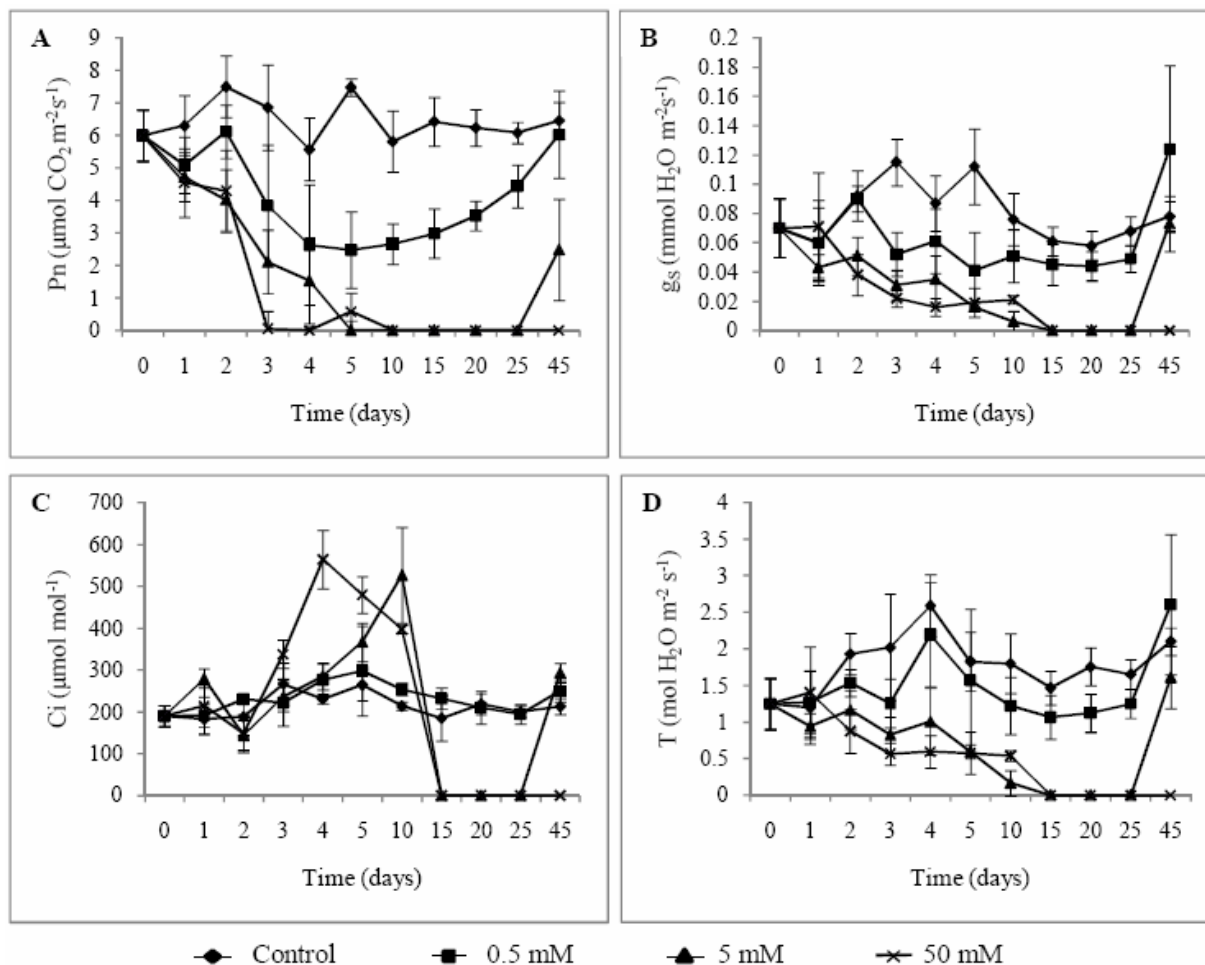 A
Pn (μmol CO₂ m⁻²s⁻¹)
9
8
7
6
5
4
3
2
1
0
0 1 2 3 4 5 10 15 20 25 45
Time (days)
B
gs (mmol H₂O m⁻²s⁻¹)
0.2
0.18
0.16
0.14
0.12
0.1
0.08
0.06
0.04
0.02
0
0 1 2 3 4 5 10 15 20 25 45
Time (days)
C
Ci (μmol mol⁻¹)
700
600
500
400
300
200
100
0
0 1 2 3 4 5 10 15 20 25 45
Time (days)
D
T (mol H₂O m⁻² s⁻¹)
4
3.5
3
2.5
2
1.5
1
0.5
0
0 1 2 3 4 5 10 15 20 25 45
Time (days)
Control 0.5 mM 5 mM 50 mM